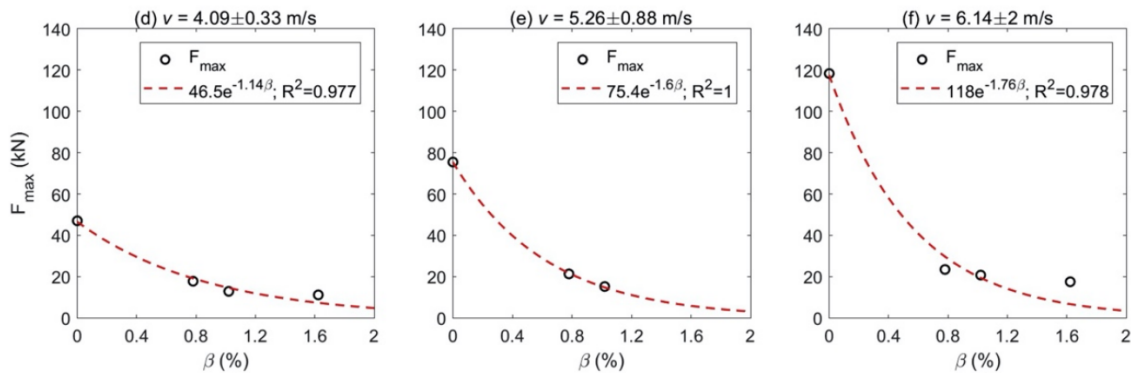 (d) v = 4.09±0.33 m/s
140
120
100
80
60
40
20
0
F_max (kN)
F_max
46.5e^-1.14β; R²=0.977
0 0.4 0.8 1.2 1.6 2
β (%)
(e) v = 5.26±0.88 m/s
140
120
100
80
60
40
20
0
F_max
75.4e^-1.6β; R²=1
0 0.4 0.8 1.2 1.6 2
β (%)
(f) v = 6.14±2 m/s
140
120
100
80
60
40
20
0
F_max
118e^-1.76β; R²=0.978
0 0.4 0.8 1.2 1.6 2
β (%)